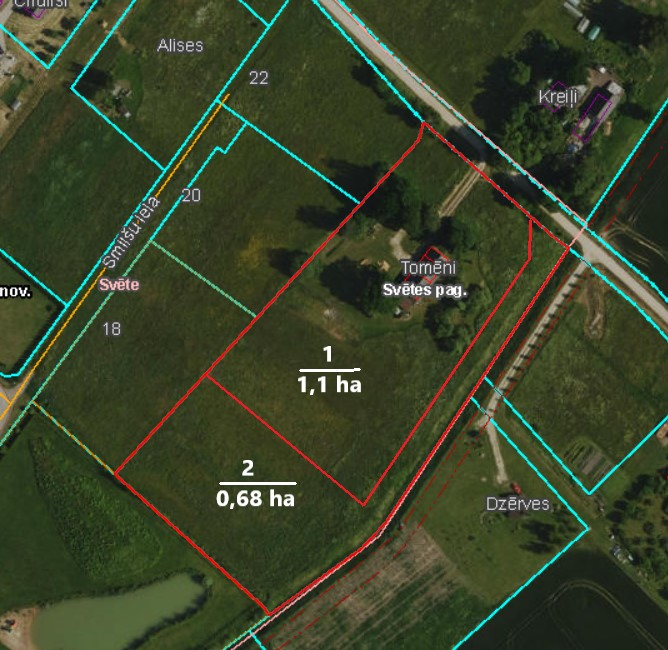 Alises
22
Kreiļi
20
Smilšu iela
Tomēni
Svētes pag.
Svēte
nov.
18
1
1,1 ha
2
0,68 ha
Dzērves